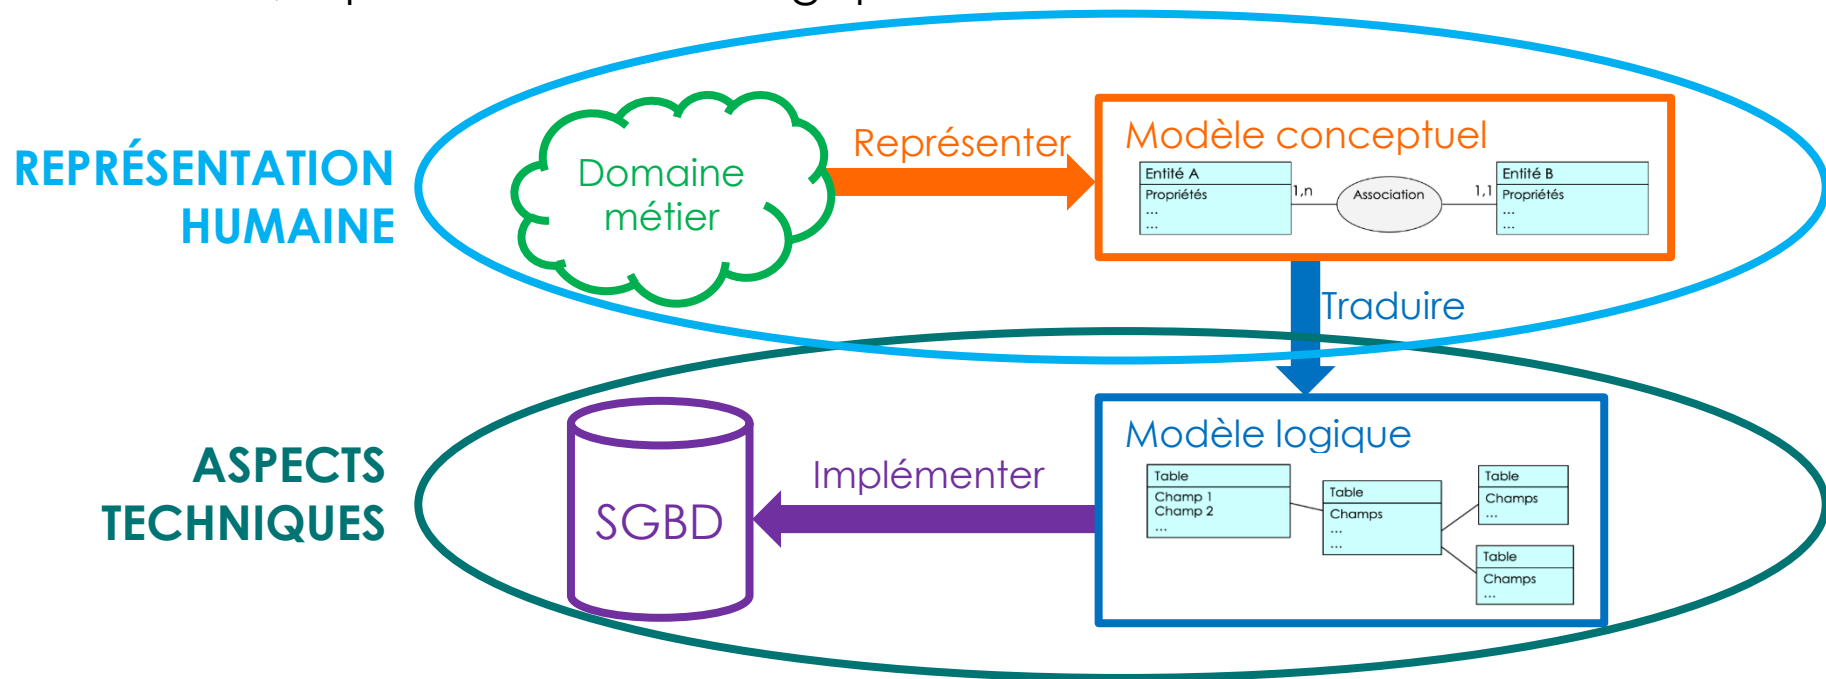 REPRÉSENTATION
HUMAINE
Domaine
métier
Représenter
Modèle conceptuel
Entité A
Propriétés
...
...
1,n
Association
1,1
Entité B
Propriétés
...
...
Traduire
ASPECTS
TECHNIQUES
SGBD
Implémenter
Modèle logique
Table
Champ 1
Champ 2
...
Table
Champs
...
...
Table
Champs
...
Table
Champs
...